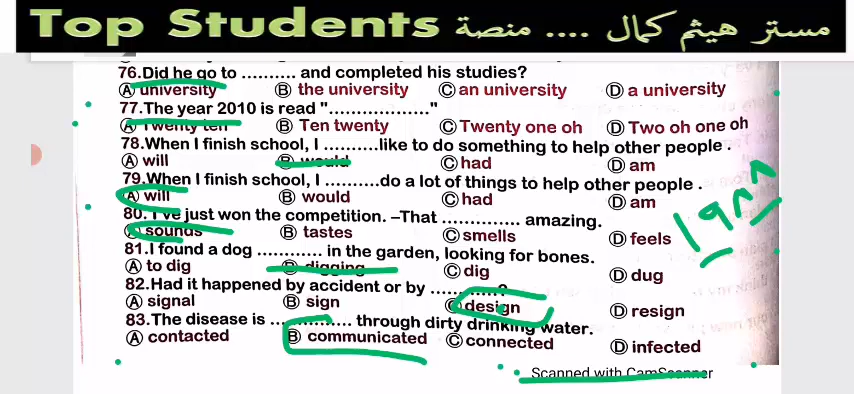 Top Students مستر هيثم كمال .... منصة
76.Did he go to .......... and completed his studies?
Ⓐ university Ⓑ the university Ⓒ an university Ⓓ a university
77.The year 2010 is read "..................."
Ⓐ Twenty ten Ⓑ Ten twenty Ⓒ Twenty one oh Ⓓ Two oh one oh
78.When I finish school, I ..........like to do something to help other people .
Ⓐ will Ⓑ would Ⓒ had Ⓓ am
79.When I finish school, I ..........do a lot of things to help other people .
Ⓐ will Ⓑ would Ⓒ had Ⓓ am
80. I've just won the competition. –That .............. amazing.
Ⓐ sounds Ⓑ tastes Ⓒ smells Ⓓ feels
١٩٨٨
81.I found a dog ............ in the garden, looking for bones.
Ⓐ to dig Ⓑ digging Ⓒ dig Ⓓ dug
82.Had it happened by accident or by ............?
Ⓐ signal Ⓑ sign Ⓒ design Ⓓ resign
83.The disease is .............. through dirty drinking water.
Ⓐ contacted Ⓑ communicated Ⓒ connected Ⓓ infected
Scanned with CamScanner